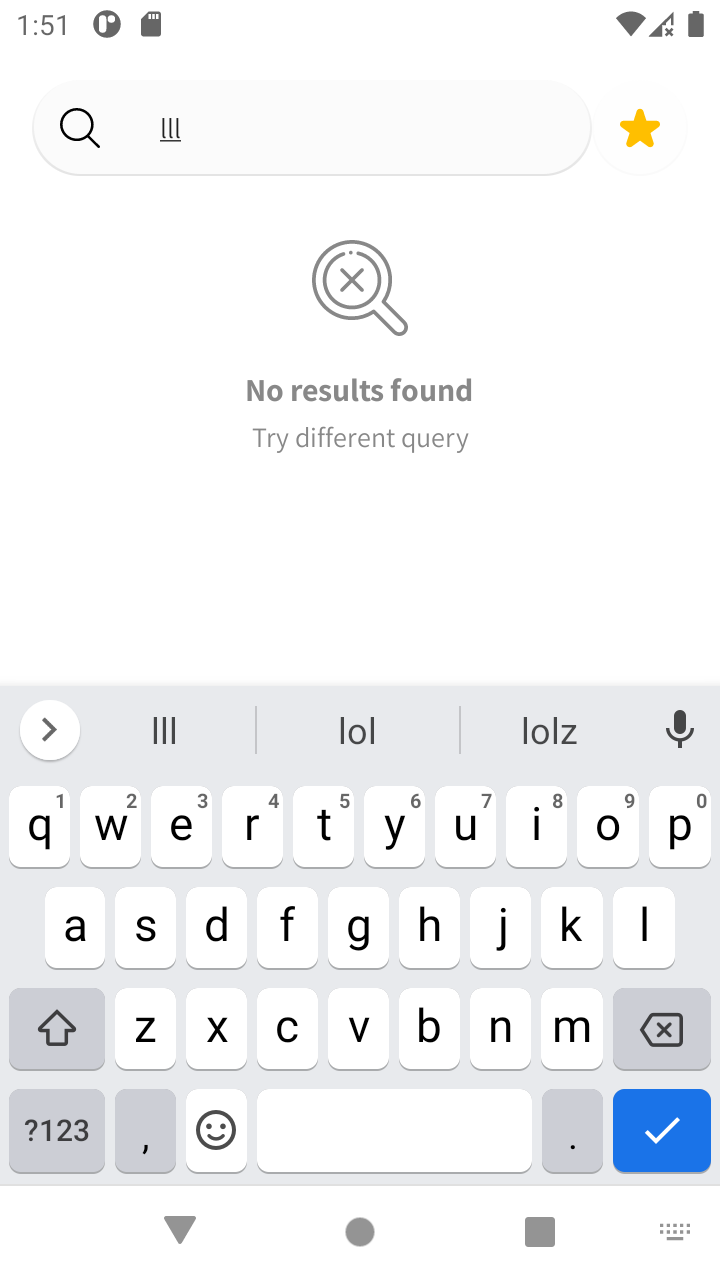 1:51
lll
No results found
Try different query
lll lol lolz
q1 w2 e3 r4 t5 y6 u7 i8 o9 p0
a s d f g h j k l
z x c v b n m
?123 , .